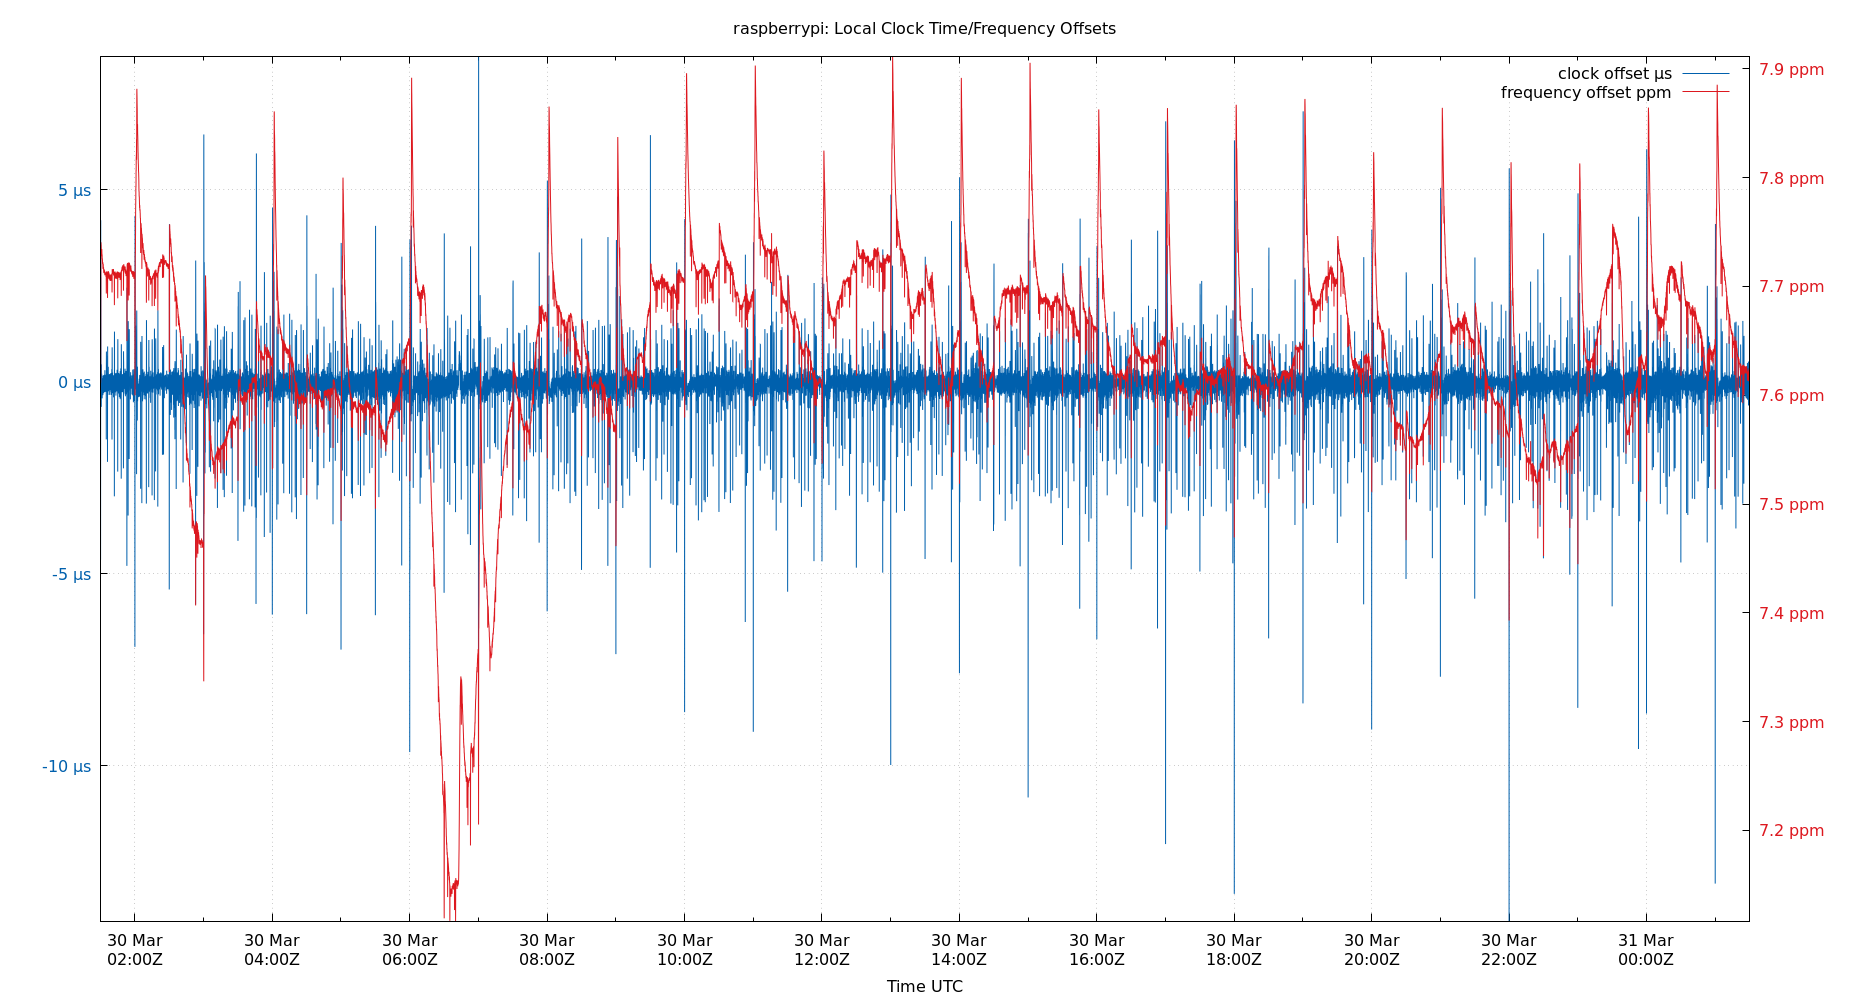 raspberrypi: Local Clock Time/Frequency Offsets
clock offset µs
frequency offset ppm
5 µs
0 µs
-5 µs
-10 µs
7.9 ppm
7.8 ppm
7.7 ppm
7.6 ppm
7.5 ppm
7.4 ppm
7.3 ppm
7.2 ppm
30 Mar 30 Mar 30 Mar 30 Mar 30 Mar 30 Mar 30 Mar 30 Mar 30 Mar 30 Mar 30 Mar 31 Mar
02:00Z 04:00Z 06:00Z 08:00Z 10:00Z 12:00Z 14:00Z 16:00Z 18:00Z 20:00Z 22:00Z 00:00Z
Time UTC